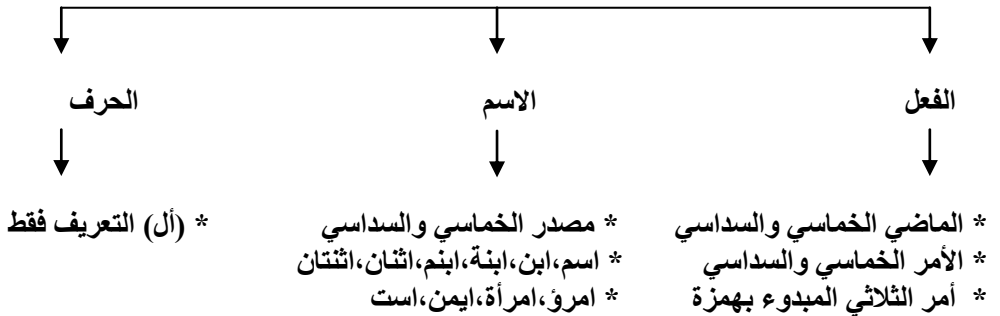 الفعل
الاسم
الحرف
* الماضي الخماسي والسداسي
* الأمر الخماسي والسداسي
* أمر الثلاثي المبدوء بهمزة
* مصدر الخماسي والسداسي
* اسم،ابن،ابنة،ابنم،اثنان،اثنتان
* امرؤ،امرأة،ايمن،است
* (أل) التعريف فقط